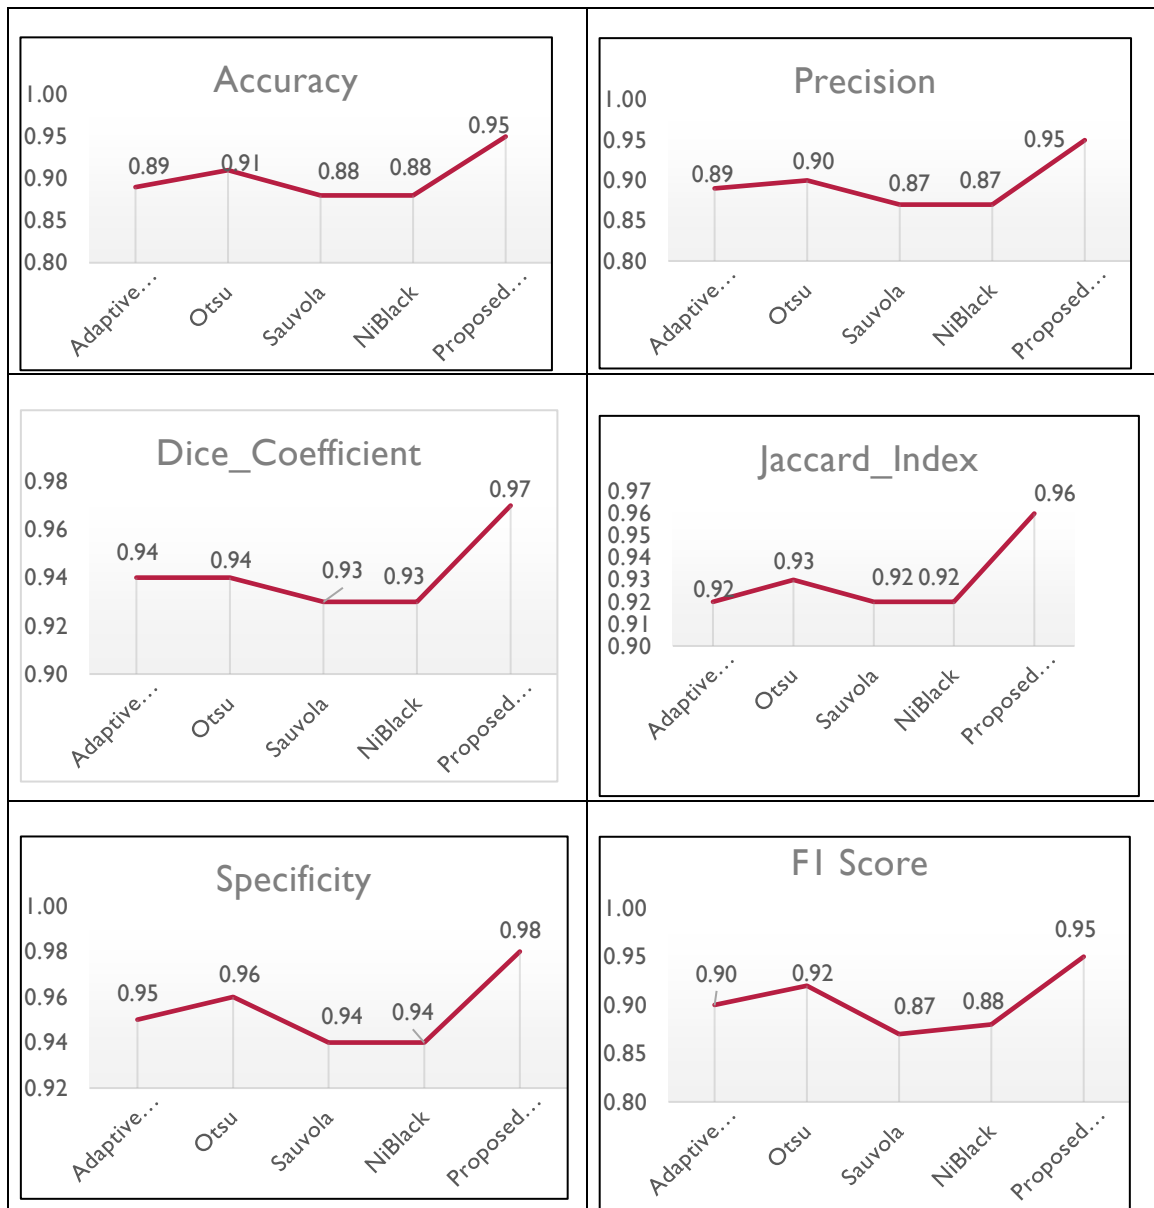 Accuracy
1.00
0.95
0.90
0.85
0.80
0.89
0.91
0.88
0.88
0.95
Adaptive…
Otsu
Sauvola
NiBlack
Proposed…
Precision
1.00
0.95
0.90
0.85
0.80
0.89
0.90
0.87
0.87
0.95
Adaptive…
Otsu
Sauvola
NiBlack
Proposed…
Dice_Coefficient
0.98
0.96
0.94
0.92
0.90
0.94
0.94
0.93
0.93
0.97
Adaptive…
Otsu
Sauvola
NiBlack
Proposed…
Jaccard_Index
0.97
0.96
0.95
0.94
0.93
0.92
0.91
0.90
0.92
0.93
0.92
0.92
0.96
Adaptive…
Otsu
Sauvola
NiBlack
Proposed…
Specificity
1.00
0.98
0.96
0.94
0.92
0.95
0.96
0.94
0.94
0.98
Adaptive…
Otsu
Sauvola
NiBlack
Proposed…
F1 Score
1.00
0.95
0.90
0.85
0.80
0.90
0.92
0.87
0.88
0.95
Adaptive…
Otsu
Sauvola
NiBlack
Proposed…